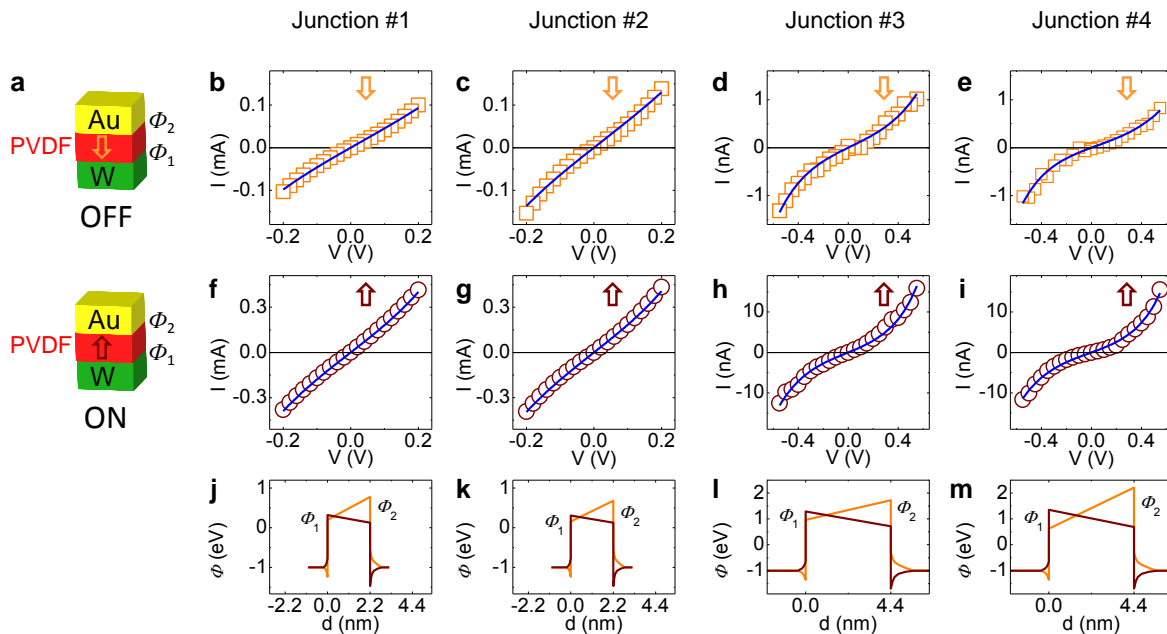 Junction #1 Junction #2 Junction #3 Junction #4
a
Au
Φ2
PVDF
Φ1
W
OFF
b
I (mA)
0.1
0.0
-0.1
-0.2 0.0 0.2
V (V)
c
I (mA)
0.1
0.0
-0.1
-0.2 0.0 0.2
V (V)
d
I (nA)
1
0
-1
-0.4 0.0 0.4
V (V)
e
I (nA)
1
0
-1
-0.4 0.0 0.4
V (V)
Au
Φ2
PVDF
Φ1
W
ON
f
I (mA)
0.3
0.0
-0.3
-0.2 0.0 0.2
V (V)
g
I (mA)
0.3
0.0
-0.3
-0.2 0.0 0.2
V (V)
h
I (nA)
10
0
-10
-0.4 0.0 0.4
V (V)
i
I (nA)
10
0
-10
-0.4 0.0 0.4
V (V)
j
Φ (eV)
1
0
-1
Φ1
Φ2
-2.2 0.0 2.2 4.4
d (nm)
k
Φ (eV)
1
0
-1
Φ1
Φ2
-2.2 0.0 2.2 4.4
d (nm)
l
Φ (eV)
2
1
0
-1
Φ1
Φ2
0.0 4.4
d (nm)
m
Φ (eV)
2
1
0
-1
Φ1
Φ2
0.0 4.4
d (nm)